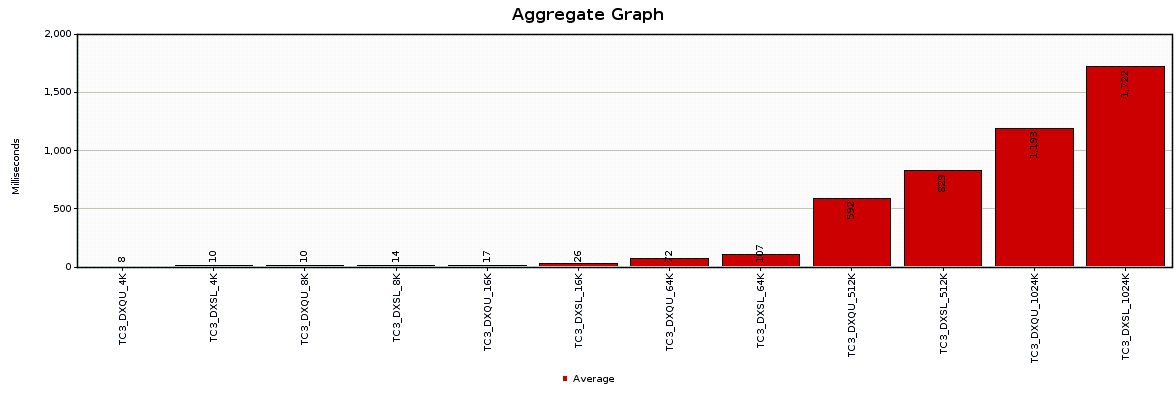 Aggregate Graph
2,000
1,500
1,000
500
0
Milliseconds
8
10
10
14
17
26
72
107
592
829
1,193
1,722
TC3_DXQU_4K
TC3_DXSL_4K
TC3_DXQU_8K
TC3_DXSL_8K
TC3_DXQU_16K
TC3_DXSL_16K
TC3_DXQU_64K
TC3_DXSL_64K
TC3_DXQU_512K
TC3_DXSL_512K
TC3_DXQU_1024K
TC3_DXSL_1024K
Average